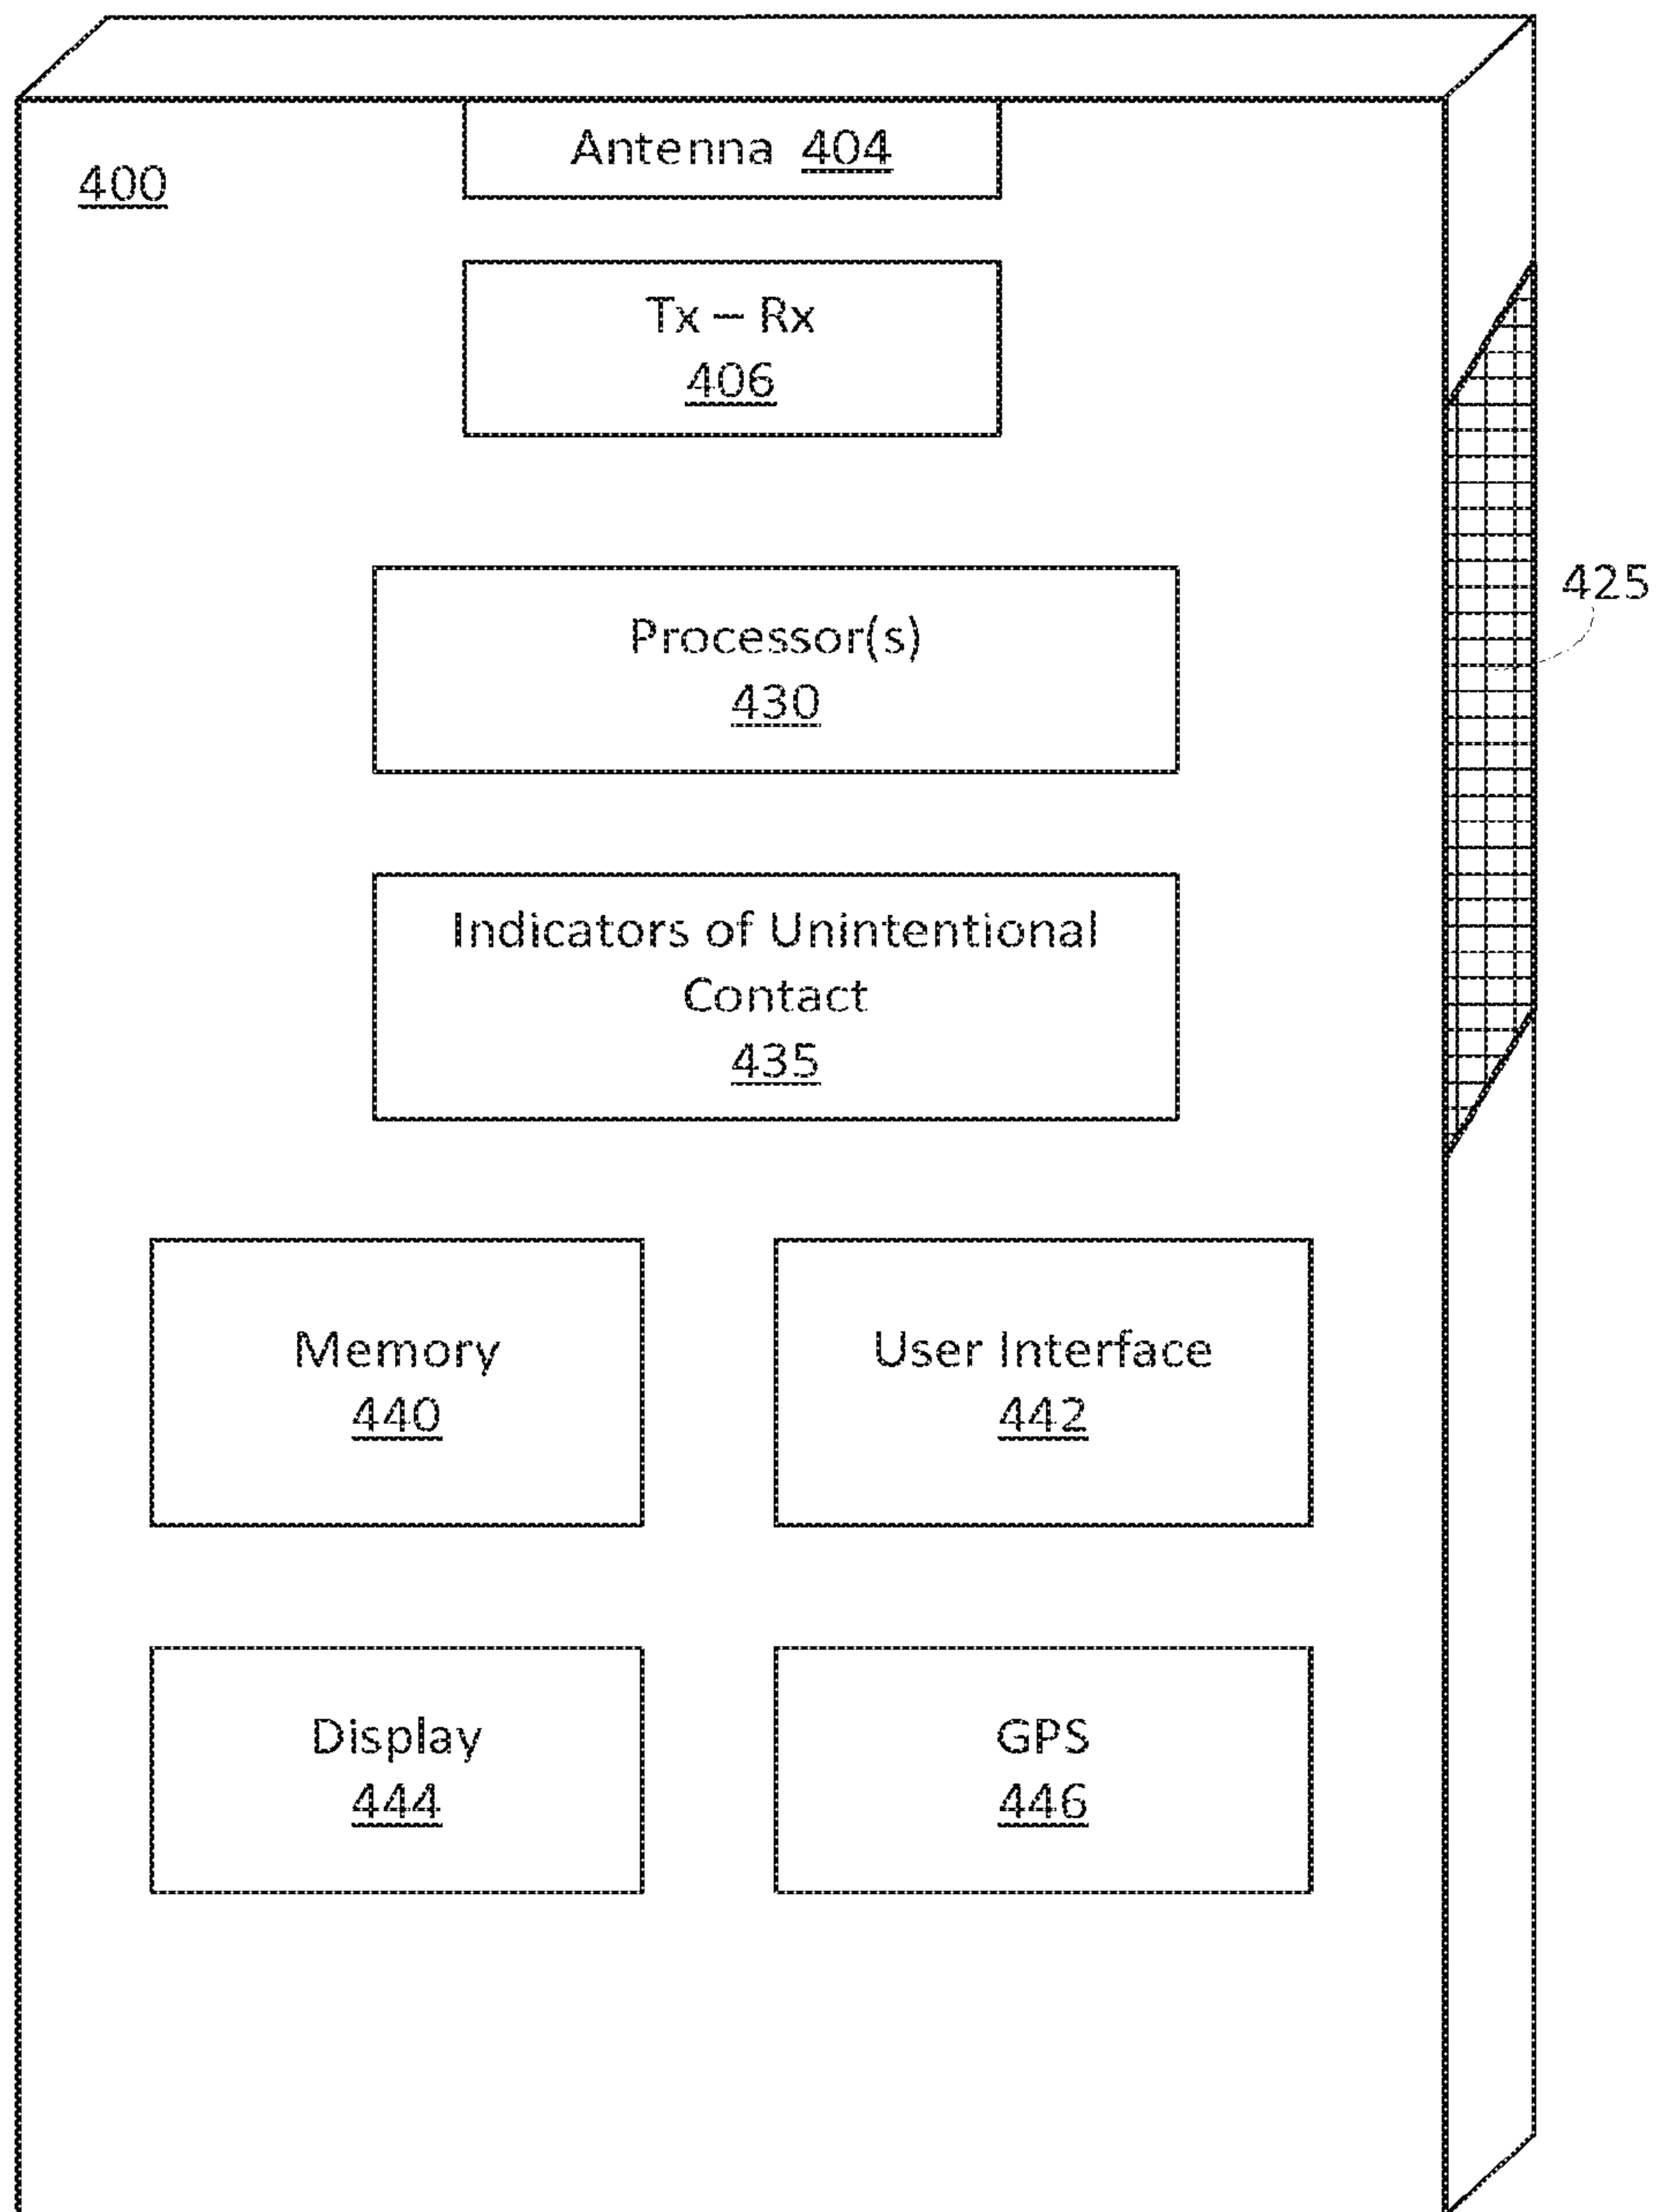 Antenna 404
400
Tx – Rx
406
425
Processor(s)
430
Indicators of Unintentional
Contact
435
Memory
440
User Interface
442
Display
444
GPS
446